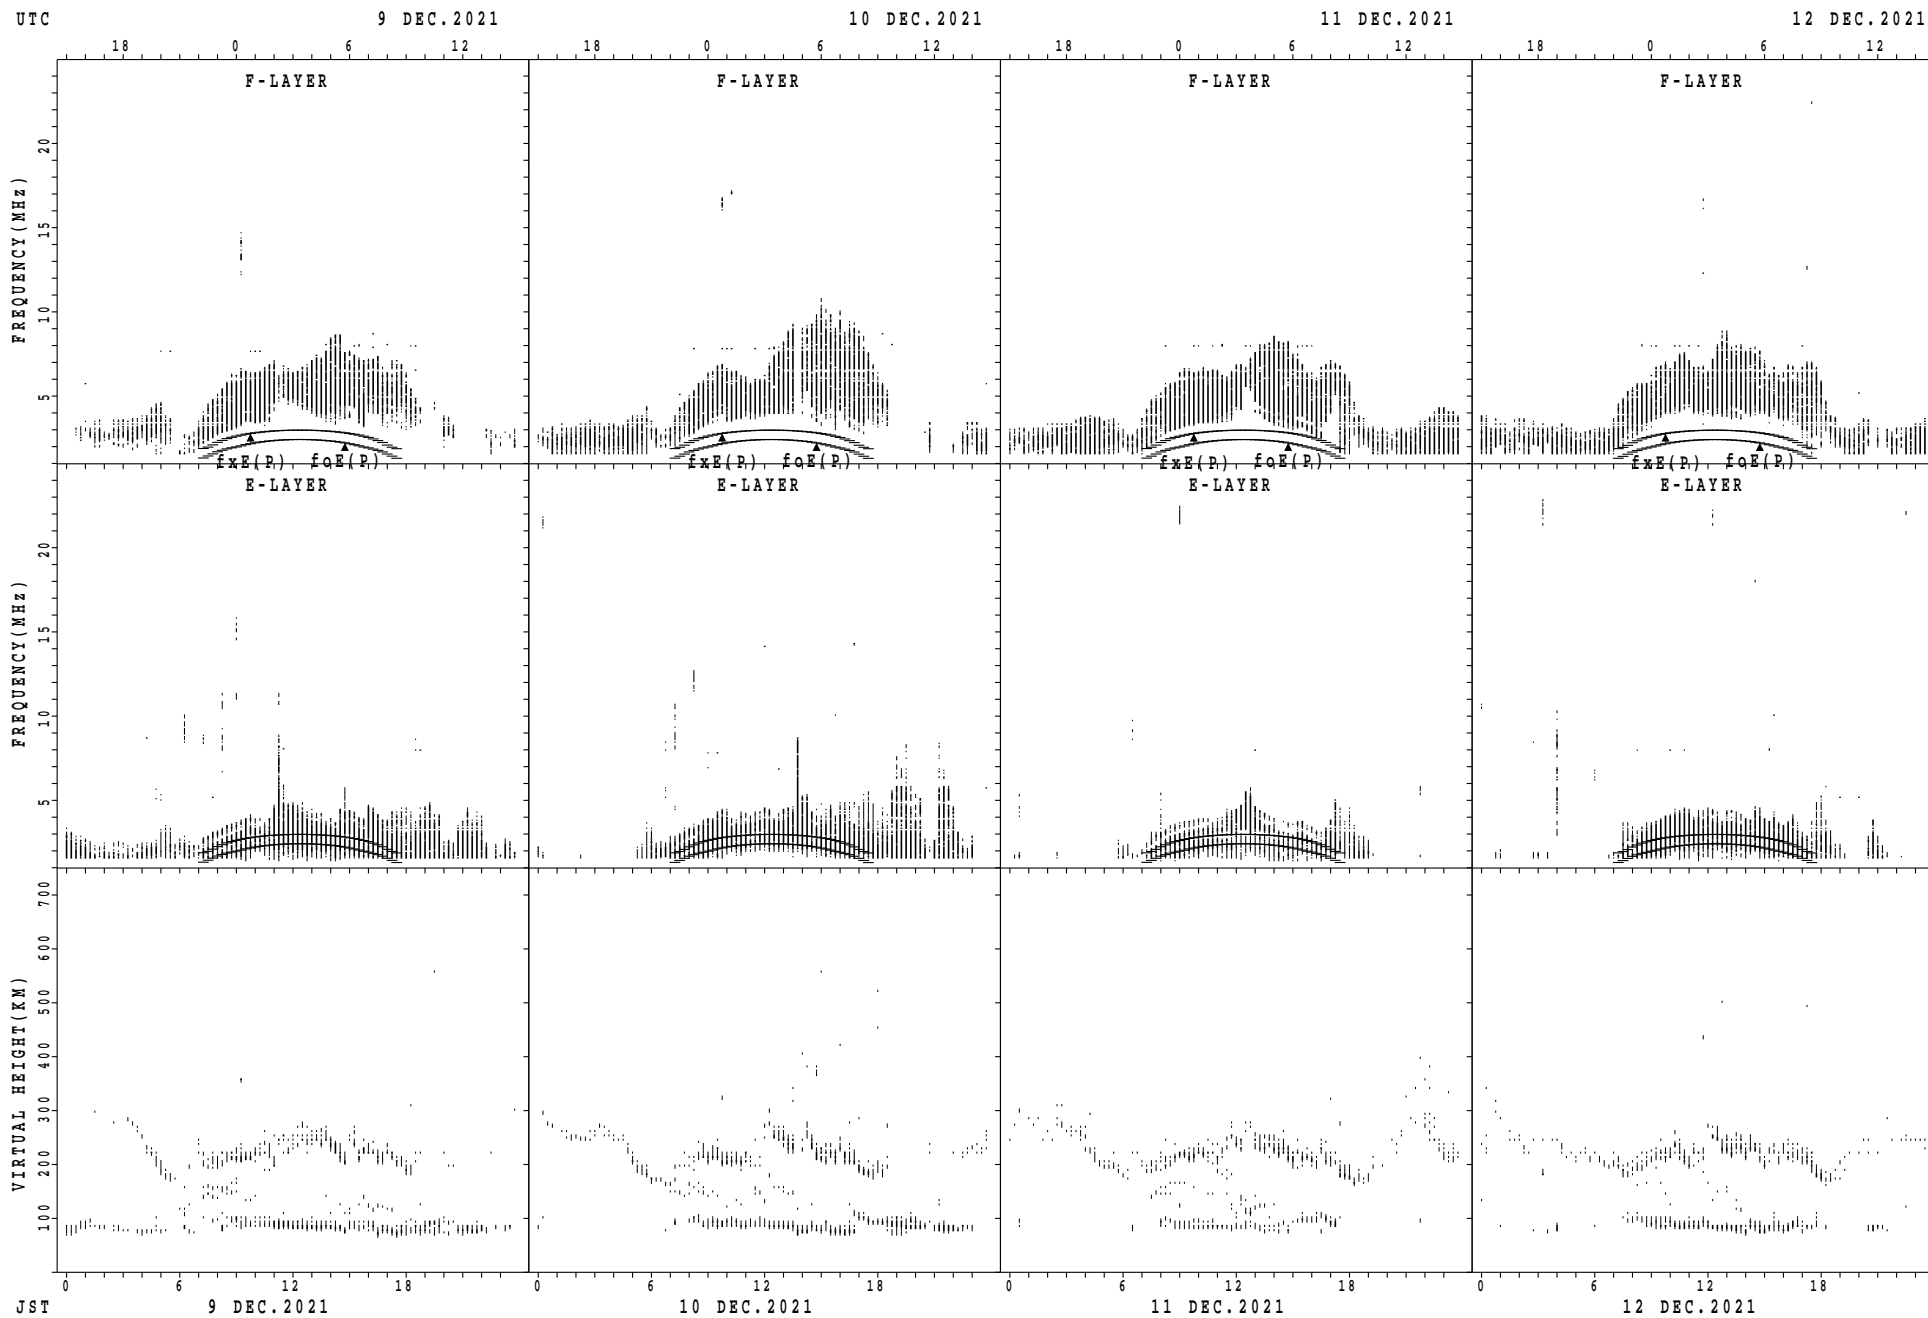 UTC 9 DEC.2021 10 DEC.2021 11 DEC.2021 12 DEC.2021
18 0 6 12 18 0 6 12 18 0 6 12 18 0 6 12
F-LAYER F-LAYER F-LAYER F-LAYER
FREQUENCY(MHz)
20
15
10
5
fxE(P) foE(P) fxE(P) foE(P) fxE(P) foE(P) fxE(P) foE(P)
E-LAYER E-LAYER E-LAYER E-LAYER
FREQUENCY(MHz)
20
15
10
5
VIRTUAL HEIGHT(KM)
700
600
500
400
300
200
100
0 6 12 18 0 6 12 18 0 6 12 18 0 6 12 18
JST 9 DEC.2021 10 DEC.2021 11 DEC.2021 12 DEC.2021